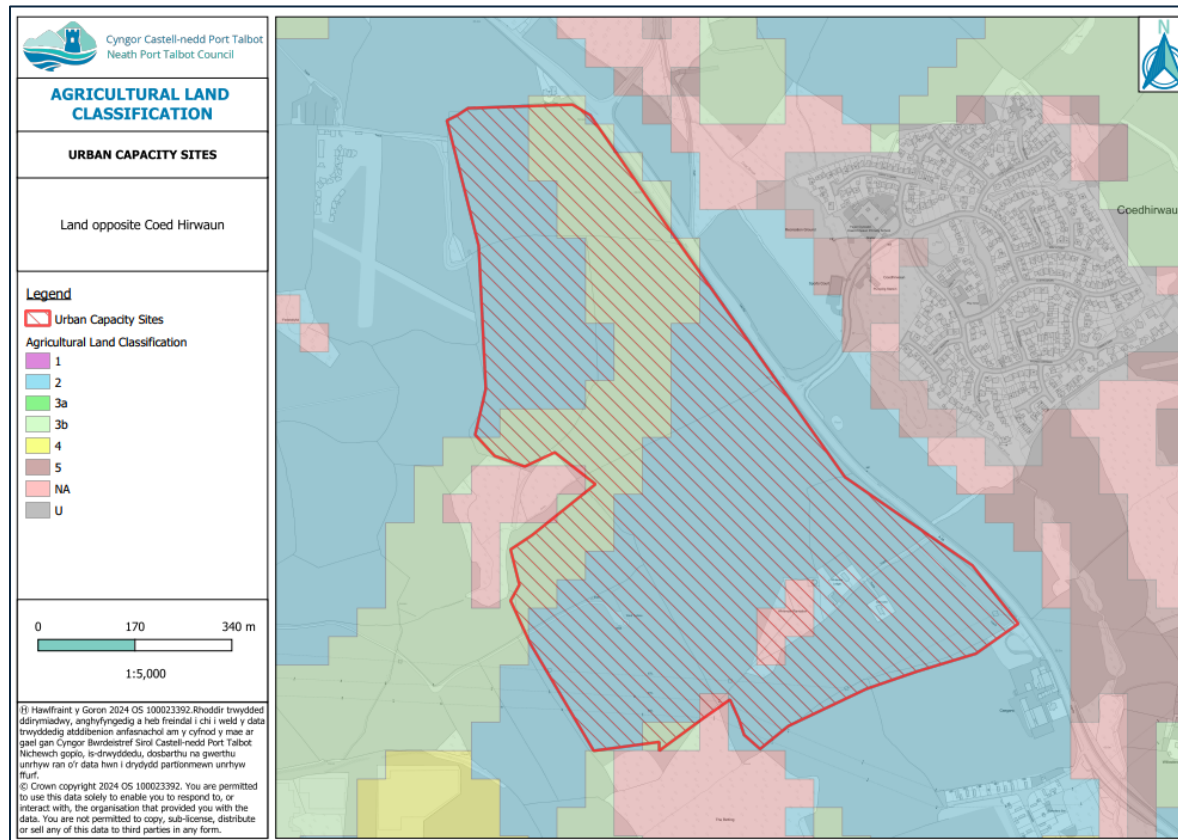 Cyngor Castell-nedd Port Talbot
Neath Port Talbot Council
AGRICULTURAL LAND
CLASSIFICATION
URBAN CAPACITY SITES
Land opposite Coed Hirwaun
Legend
Urban Capacity Sites
Agricultural Land Classification
1
2
3a
3b
4
5
NA
U
0 170 340 m
1:5,000
Ⓗ Hawlfraint y Goron 2024 OS 100023392.Rhoddir trwydded
ddirymiadwy, anghyfyngedig a heb freindal i chi i weld y data
trwyddedig atddibenion anfasnachol am y cyfnod y mae ar
gael gan Cyngor Bwrdeistref Sirol Castell-nedd Port Talbot
Nichewch gopïo, is-drwyddedu, dosbarthu na gwerthu
unrhyw ran o'r data hwn i drydydd partïonmewn unrhyw
ffurf.
© Crown copyright 2024 OS 100023392. You are permitted
to use this data solely to enable you to respond to, or
interact with, the organisation that provided you with the
data. You are not permitted to copy, sub-license, distribute
or sell any of this data to third parties in any form.
N
Coedhirwaun